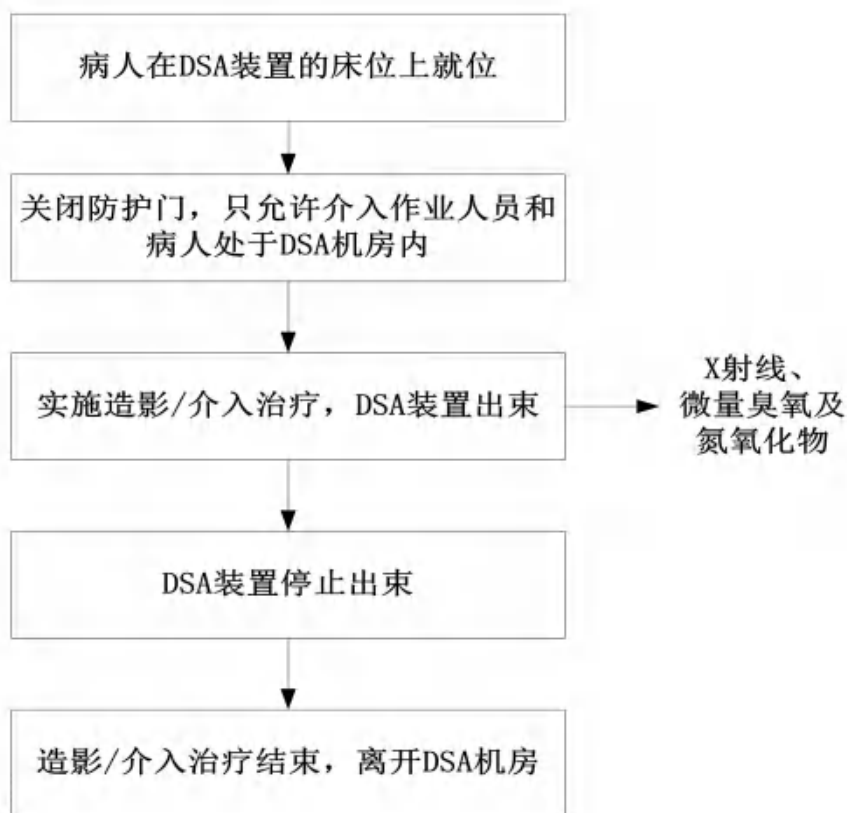 病人在DSA装置的床位上就位
关闭防护门，只允许介入作业人员和
病人处于DSA机房内
实施造影/介入治疗，DSA装置出束
X射线、
微量臭氧及
氮氧化物
DSA装置停止出束
造影/介入治疗结束，离开DSA机房